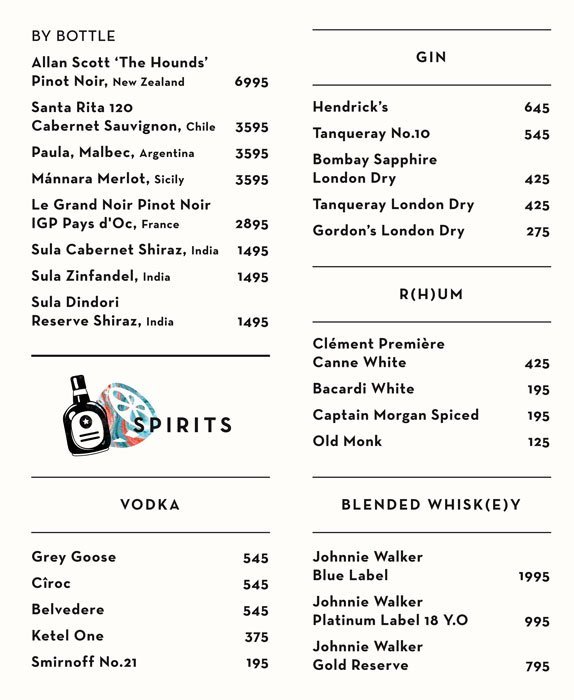 BY BOTTLE
Allan Scott ‘The Hounds’
Pinot Noir, New Zealand 6995
Santa Rita 120
Cabernet Sauvignon, Chile 3595
Paula, Malbec, Argentina 3595
Mánnara Merlot, Sicily 3595
Le Grand Noir Pinot Noir
IGP Pays d'Oc, France 2895
Sula Cabernet Shiraz, India 1495
Sula Zinfandel, India 1495
Sula Dindori
Reserve Shiraz, India 1495
SPIRITS
VODKA
Grey Goose 545
Cîroc 545
Belvedere 545
Ketel One 375
Smirnoff No.21 195
GIN
Hendrick’s 645
Tanqueray No.10 545
Bombay Sapphire
London Dry 425
Tanqueray London Dry 425
Gordon’s London Dry 275
R(H)UM
Clément Première
Canne White 425
Bacardi White 195
Captain Morgan Spiced 195
Old Monk 125
BLENDED WHISK(E)Y
Johnnie Walker
Blue Label 1995
Johnnie Walker
Platinum Label 18 Y.O 995
Johnnie Walker
Gold Reserve 795